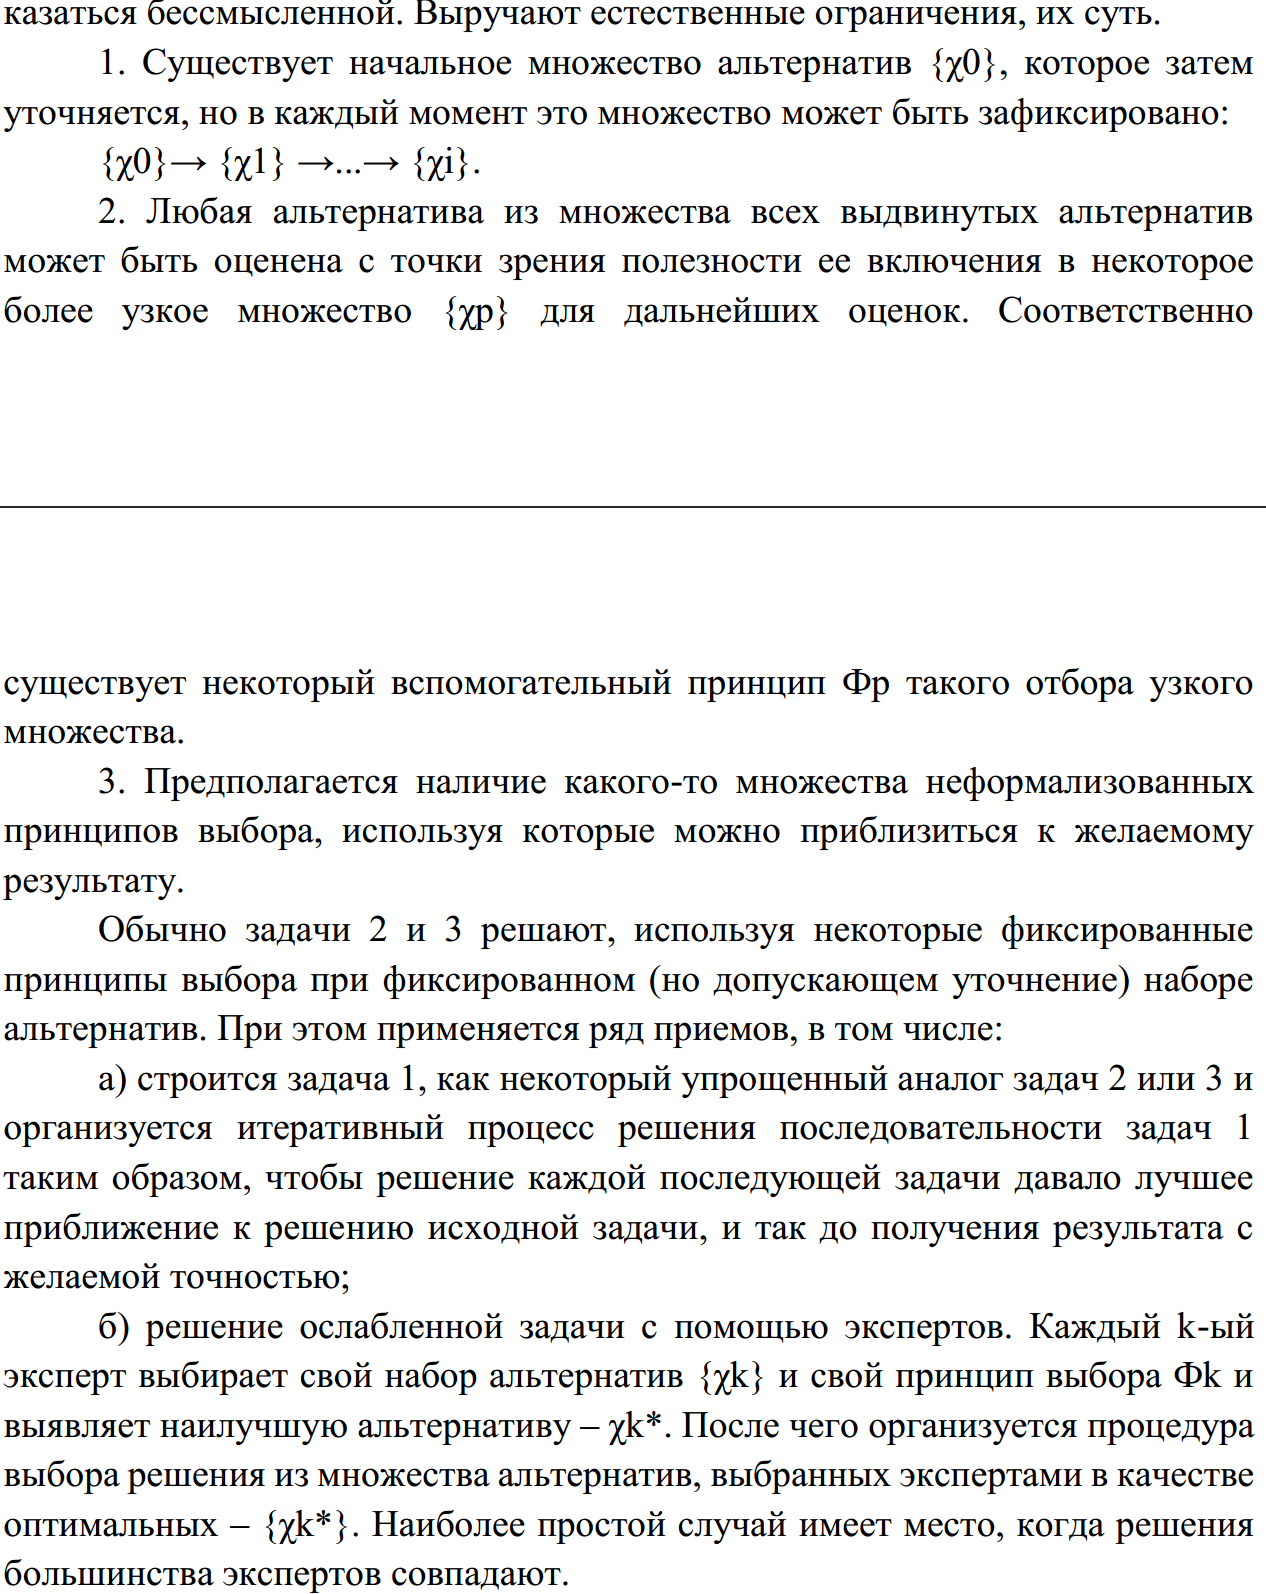 казаться бессмысленной. Выручают естественные ограничения, их суть.
1. Существует начальное множество альтернатив {χ0}, которое затем
уточняется, но в каждый момент это множество может быть зафиксировано:
{χ0}→ {χ1} →...→ {χi}.
2. Любая альтернатива из множества всех выдвинутых альтернатив
может быть оценена с точки зрения полезности ее включения в некоторое
более узкое множество {χр} для дальнейших оценок. Соответственно
существует некоторый вспомогательный принцип Фр такого отбора узкого
множества.
3. Предполагается наличие какого-то множества неформализованных
принципов выбора, используя которые можно приблизиться к желаемому
результату.
Обычно задачи 2 и 3 решают, используя некоторые фиксированные
принципы выбора при фиксированном (но допускающем уточнение) наборе
альтернатив. При этом применяется ряд приемов, в том числе:
а) строится задача 1, как некоторый упрощенный аналог задач 2 или 3 и
организуется итеративный процесс решения последовательности задач 1
таким образом, чтобы решение каждой последующей задачи давало лучшее
приближение к решению исходной задачи, и так до получения результата с
желаемой точностью;
б) решение ослабленной задачи с помощью экспертов. Каждый k-ый
эксперт выбирает свой набор альтернатив {χk} и свой принцип выбора Фk и
выявляет наилучшую альтернативу – χk*. После чего организуется процедура
выбора решения из множества альтернатив, выбранных экспертами в качестве
оптимальных – {χk*}. Наиболее простой случай имеет место, когда решения
большинства экспертов совпадают.